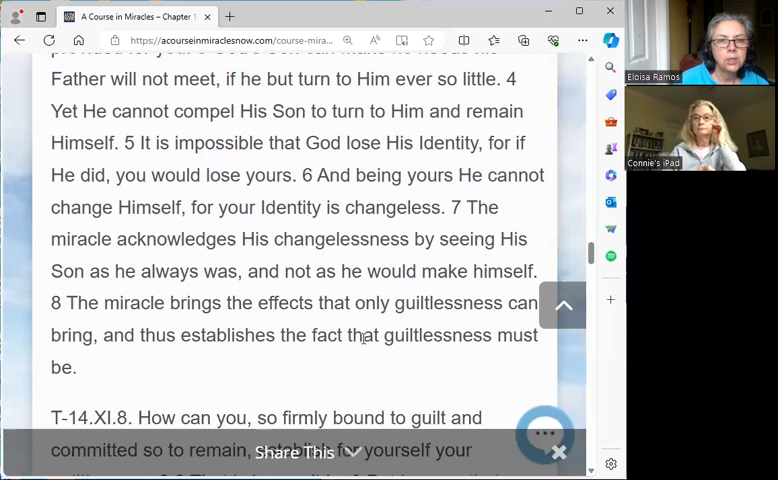 A Course in Miracles – Chapter 1
https://acourseinmiraclesnow.com/course-mira...
Father will not meet, if he but turn to Him ever so little. 4
Yet He cannot compel His Son to turn to Him and remain
Himself. 5 It is impossible that God lose His Identity, for if
He did, you would lose yours. 6 And being yours He cannot
change Himself, for your Identity is changeless. 7 The
miracle acknowledges His changelessness by seeing His
Son as he always was, and not as he would make himself.
8 The miracle brings the effects that only guiltlessness can
bring, and thus establishes the fact that guiltlessness must
be.
T-14.XI.8. How can you, so firmly bound to guilt and
committed so to remain, establish for yourself your
Share This
Eloisa Ramos
Connie's iPad